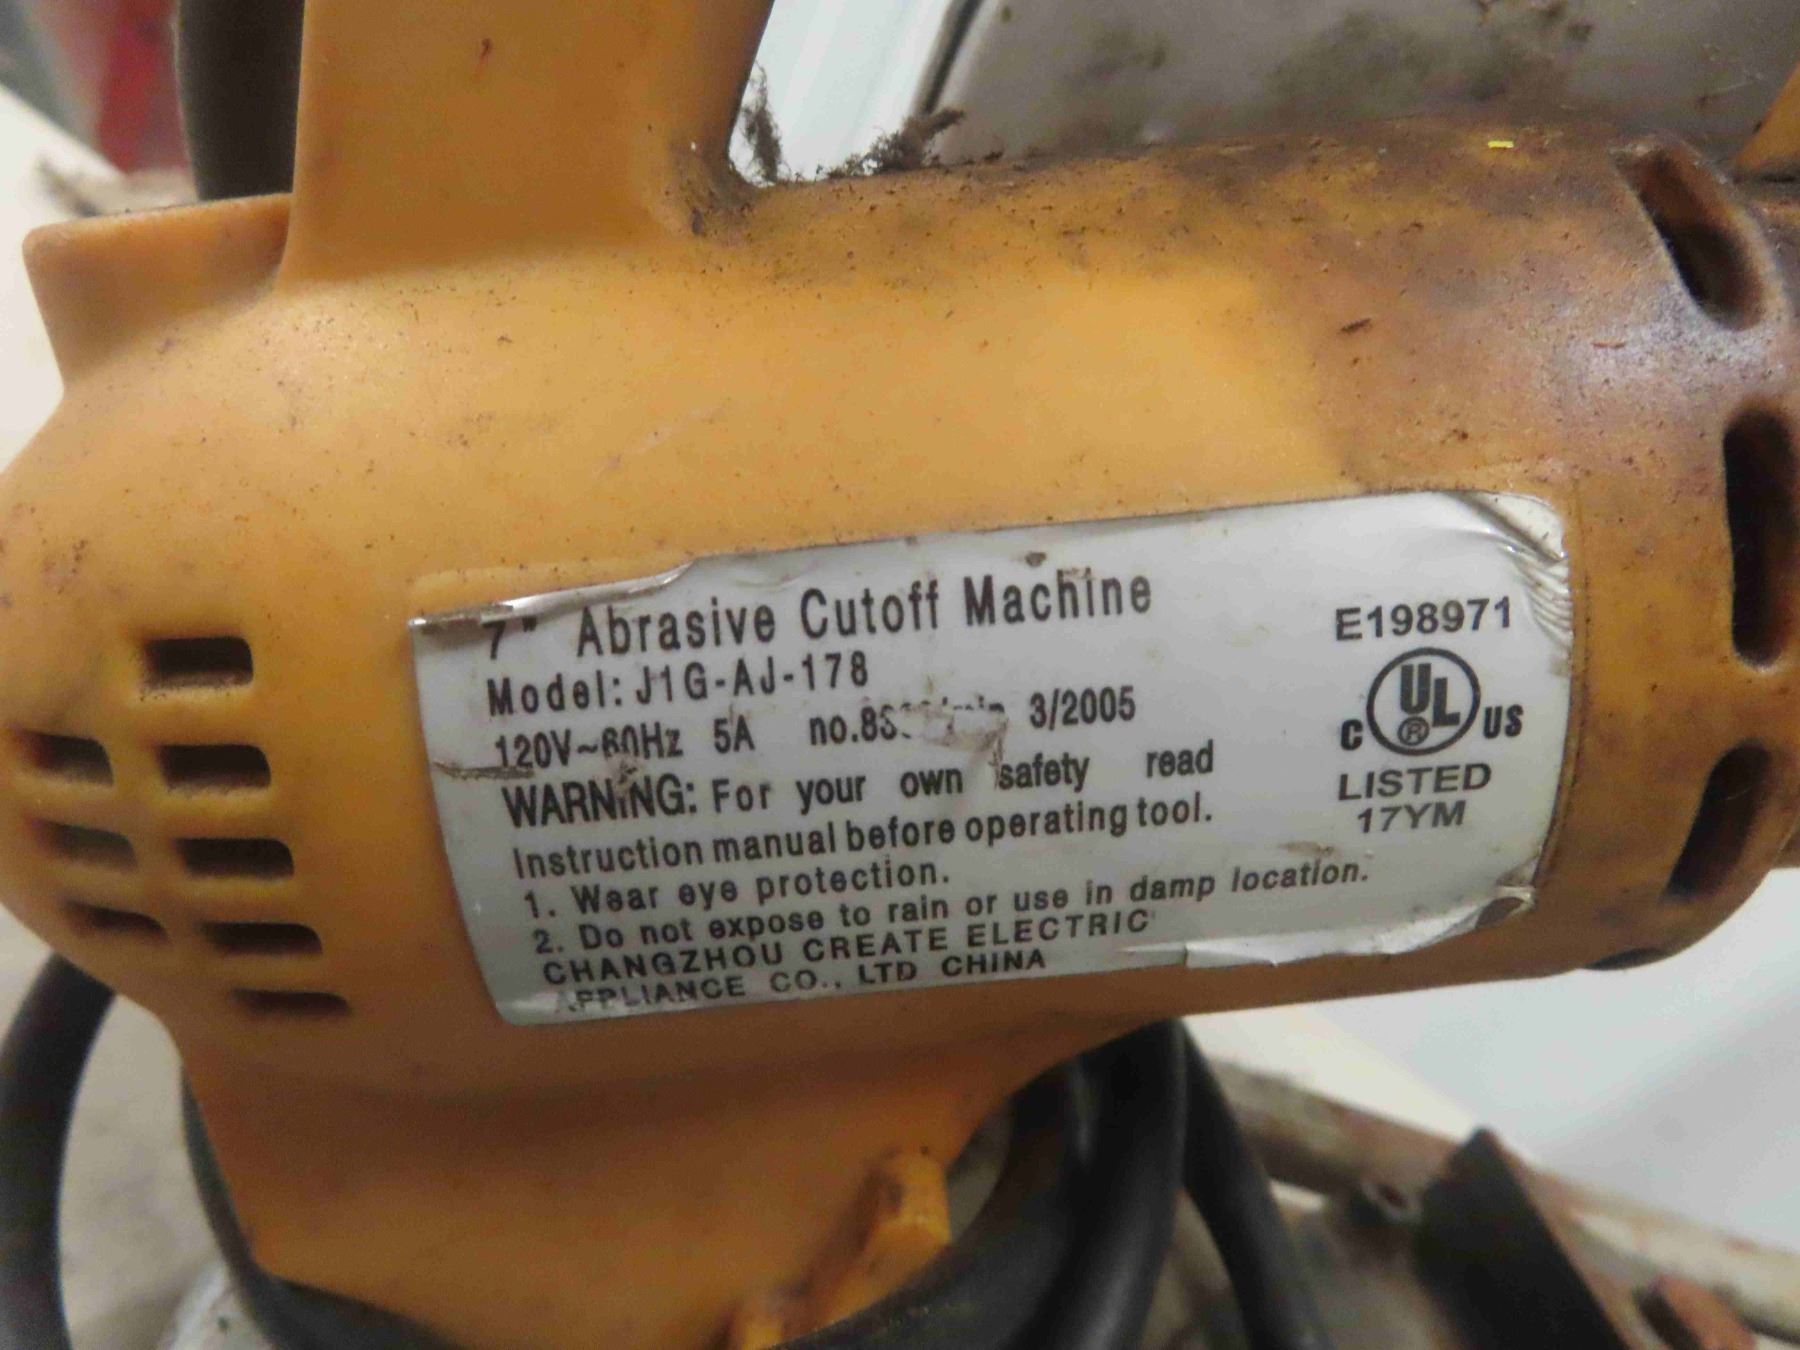 7" Abrasive Cutoff Machine
Model: J1G-AJ-178
120V~60Hz 5A 3/2005
WARNING: For your own safety read
Instruction manual before operating tool.
1. Wear eye protection.
2. Do not expose to rain or use in damp location.
CHANGZHOU CREATE ELECTRIC
APPLIANCE CO., LTD CHINA
E198971
C UL ® US
LISTED
17YM